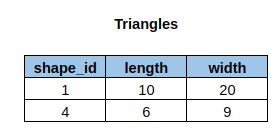 Triangles
shape_id length width
1 10 20
4 6 9